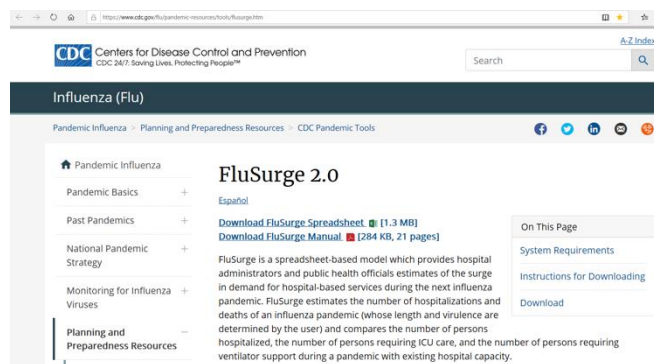 https://www.cdc.gov/flu/pandemic-resources/tools/flusurge.htm
A-Z Index
CDC
Centers for Disease Control and Prevention
CDC 24/7: Saving Lives. Protecting People™
Search
Influenza (Flu)
Pandemic Influenza > Planning and Preparedness Resources > CDC Pandemic Tools
Pandemic Influenza
Pandemic Basics
Past Pandemics
National Pandemic
Strategy
Monitoring for Influenza
Viruses
Planning and
Preparedness Resources
FluSurge 2.0
Español
Download FluSurge Spreadsheet [1.3 MB]
Download FluSurge Manual [284 KB, 21 pages]
FluSurge is a spreadsheet-based model which provides hospital
administrators and public health officials estimates of the surge
in demand for hospital-based services during the next influenza
pandemic. FluSurge estimates the number of hospitalizations and
deaths of an influenza pandemic (whose length and virulence are
determined by the user) and compares the number of persons
hospitalized, the number of persons requiring ICU care, and the number of persons requiring
ventilator support during a pandemic with existing hospital capacity.
On This Page
System Requirements
Instructions for Downloading
Download